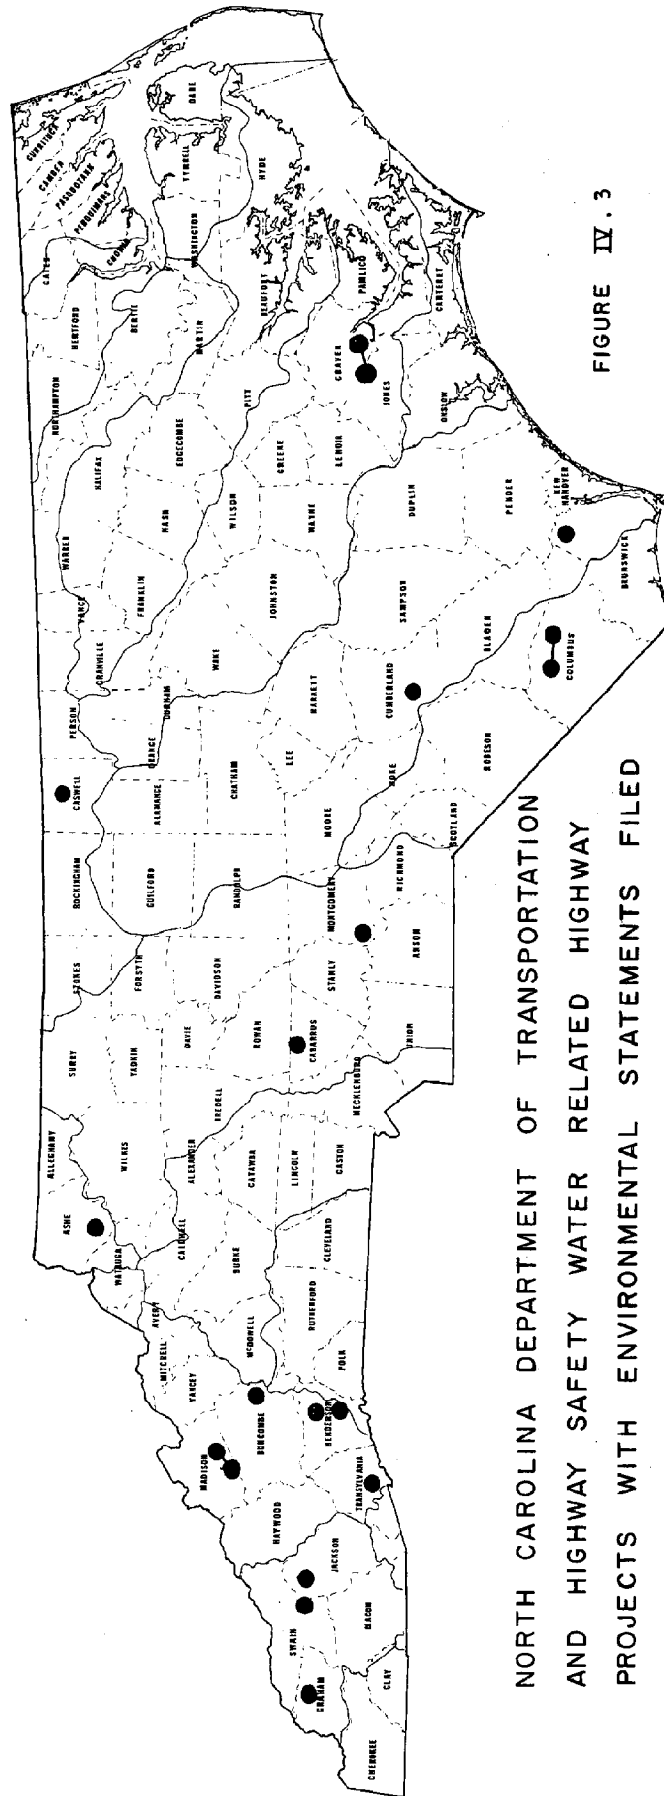 ALLEGHANY
ASHE
SURRY
STOKES
ROCKINGHAM
CASWELL
PERSON
VANCE
WARREN
NORTHAMPTON
HERTFORD
GATES
CURRITUCK
CAMDEN
PASQUOTANK
PERQUIMANS
CHOWAN
WATAUGA
WILKES
YADKIN
FORSYTH
GUILFORD
ALAMANCE
ORANGE
DURHAM
GRANVILLE
FRANKLIN
HALIFAX
BERTIE
MITCHELL
AVERY
CALDWELL
ALEXANDER
DAVIE
NASH
EDGECOMBE
MARTIN
WASHINGTON
TYRRELL
DARE
MADISON
YANCEY
BURKE
IREDELL
DAVIDSON
RANDOLPH
CHATHAM
WAKE
WILSON
PITT
BEAUFORT
HYDE
HAYWOOD
BUNCOMBE
McDOWELL
CATAWBA
ROWAN
JOHNSTON
GREENE
SWAIN
JACKSON
HENDERSON
RUTHERFORD
LINCOLN
CABARRUS
STANLY
MONTGOMERY
MOORE
LEE
HARNETT
WAYNE
LENOIR
CRAVEN
PAMLICO
GRAHAM
MACON
TRANSYLVANIA
POLK
CLEVELAND
GASTON
MECKLENBURG
UNION
ANSON
RICHMOND
HOKE
CUMBERLAND
SAMPSON
DUPLIN
JONES
CARTERET
CHEROKEE
CLAY
SCOTLAND
ROBESON
BLADEN
PENDER
ONSLOW
COLUMBUS
BRUNSWICK
NEW
HANOVER
NORTH CAROLINA DEPARTMENT OF TRANSPORTATION
AND HIGHWAY SAFETY WATER RELATED HIGHWAY
PROJECTS WITH ENVIRONMENTAL STATEMENTS FILED
FIGURE IV.3